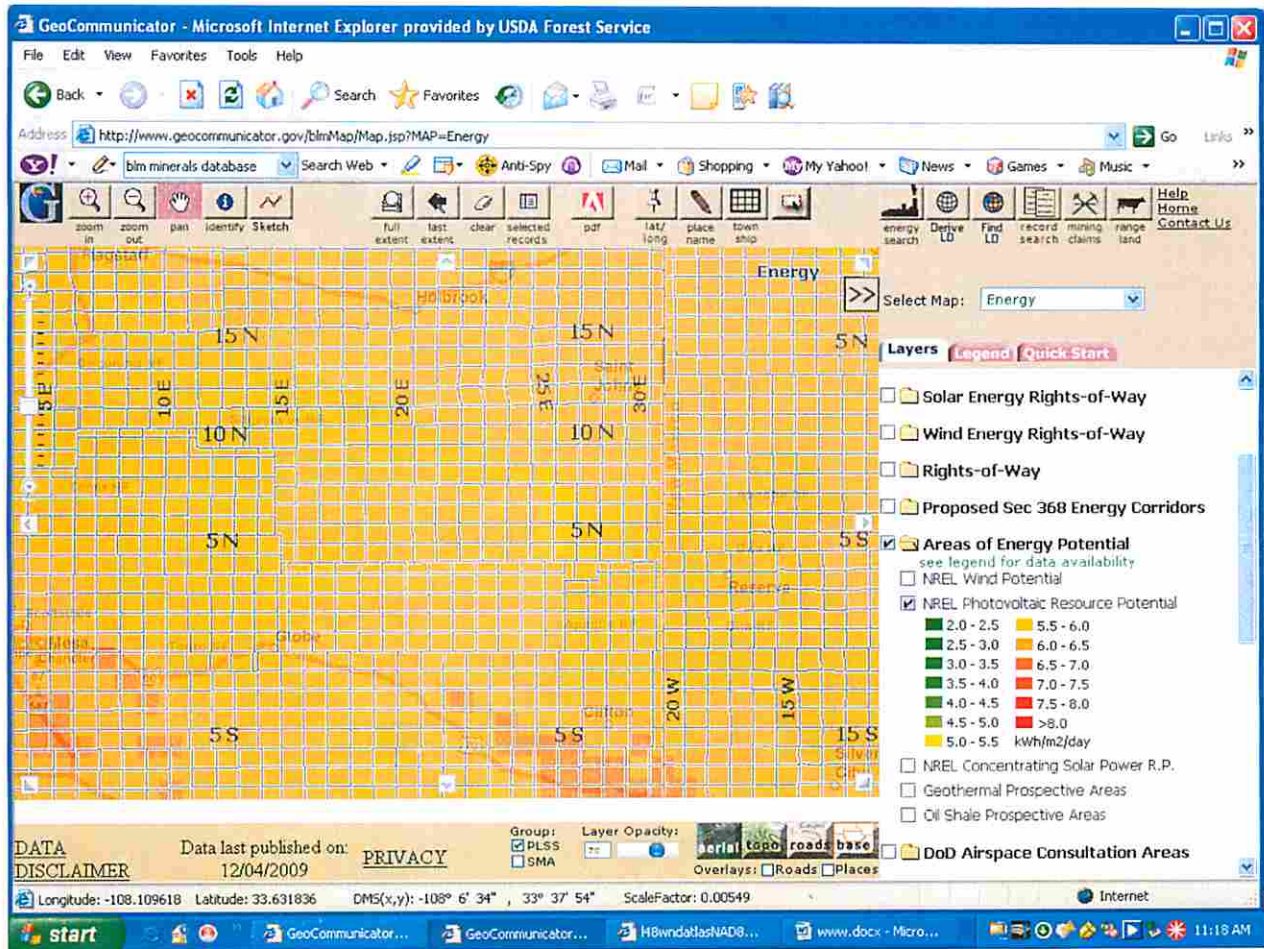 GeoCommunicator - Microsoft Internet Explorer provided by USDA Forest Service
File Edit View Favorites Tools Help
Back Search Favorites
Address http://www.geocommunicator.gov/blmMap/Map.jsp?MAP=Energy Go Links »
Y! blm minerals database Search Web Anti-Spy Mail Shopping My Yahoo! News Games Music »
zoom in zoom out pan identify Sketch full extent last extent clear selected records pdf lat/long place name town ship energy search Derive LD Find LD record search mining claims range land
Help
Home
Contact Us
Flagstaff
Energy
Holbrook
>>
Select Map: Energy
15 N 15 N 5 N
Layers Legend Quick Start
Saint
5 E 10 E 15 E 20 E 25 E 30 E
10 N 10 N
5 N 5 N 5 S
Reserve
Mesa
Chandler
Globe
Clifton
20 W 15 W
5 S 5 S 15 S
Silver
City
Solar Energy Rights-of-Way
Wind Energy Rights-of-Way
Rights-of-Way
Proposed Sec 368 Energy Corridors
Areas of Energy Potential
see legend for data availability
NREL Wind Potential
NREL Photovoltaic Resource Potential
2.0 - 2.5 5.5 - 6.0
2.5 - 3.0 6.0 - 6.5
3.0 - 3.5 6.5 - 7.0
3.5 - 4.0 7.0 - 7.5
4.0 - 4.5 7.5 - 8.0
4.5 - 5.0 >8.0
5.0 - 5.5 kWh/m2/day
NREL Concentrating Solar Power R.P.
Geothermal Prospective Areas
Oil Shale Prospective Areas
DoD Airspace Consultation Areas
DATA
DISCLAIMER
Data last published on:
12/04/2009
PRIVACY
Group:
PLSS
SMA
Layer Opacity:
aerial topo roads base
Overlays: Roads Places
Longitude: -108.109618 Latitude: 33.631836 DMS(x,y): -108° 6' 34" , 33° 37' 54" ScaleFactor: 0.00549 Internet
start GeoCommunicator... GeoCommunicator... H8wndatlasNAD8... www.docx - Micro... 11:18 AM